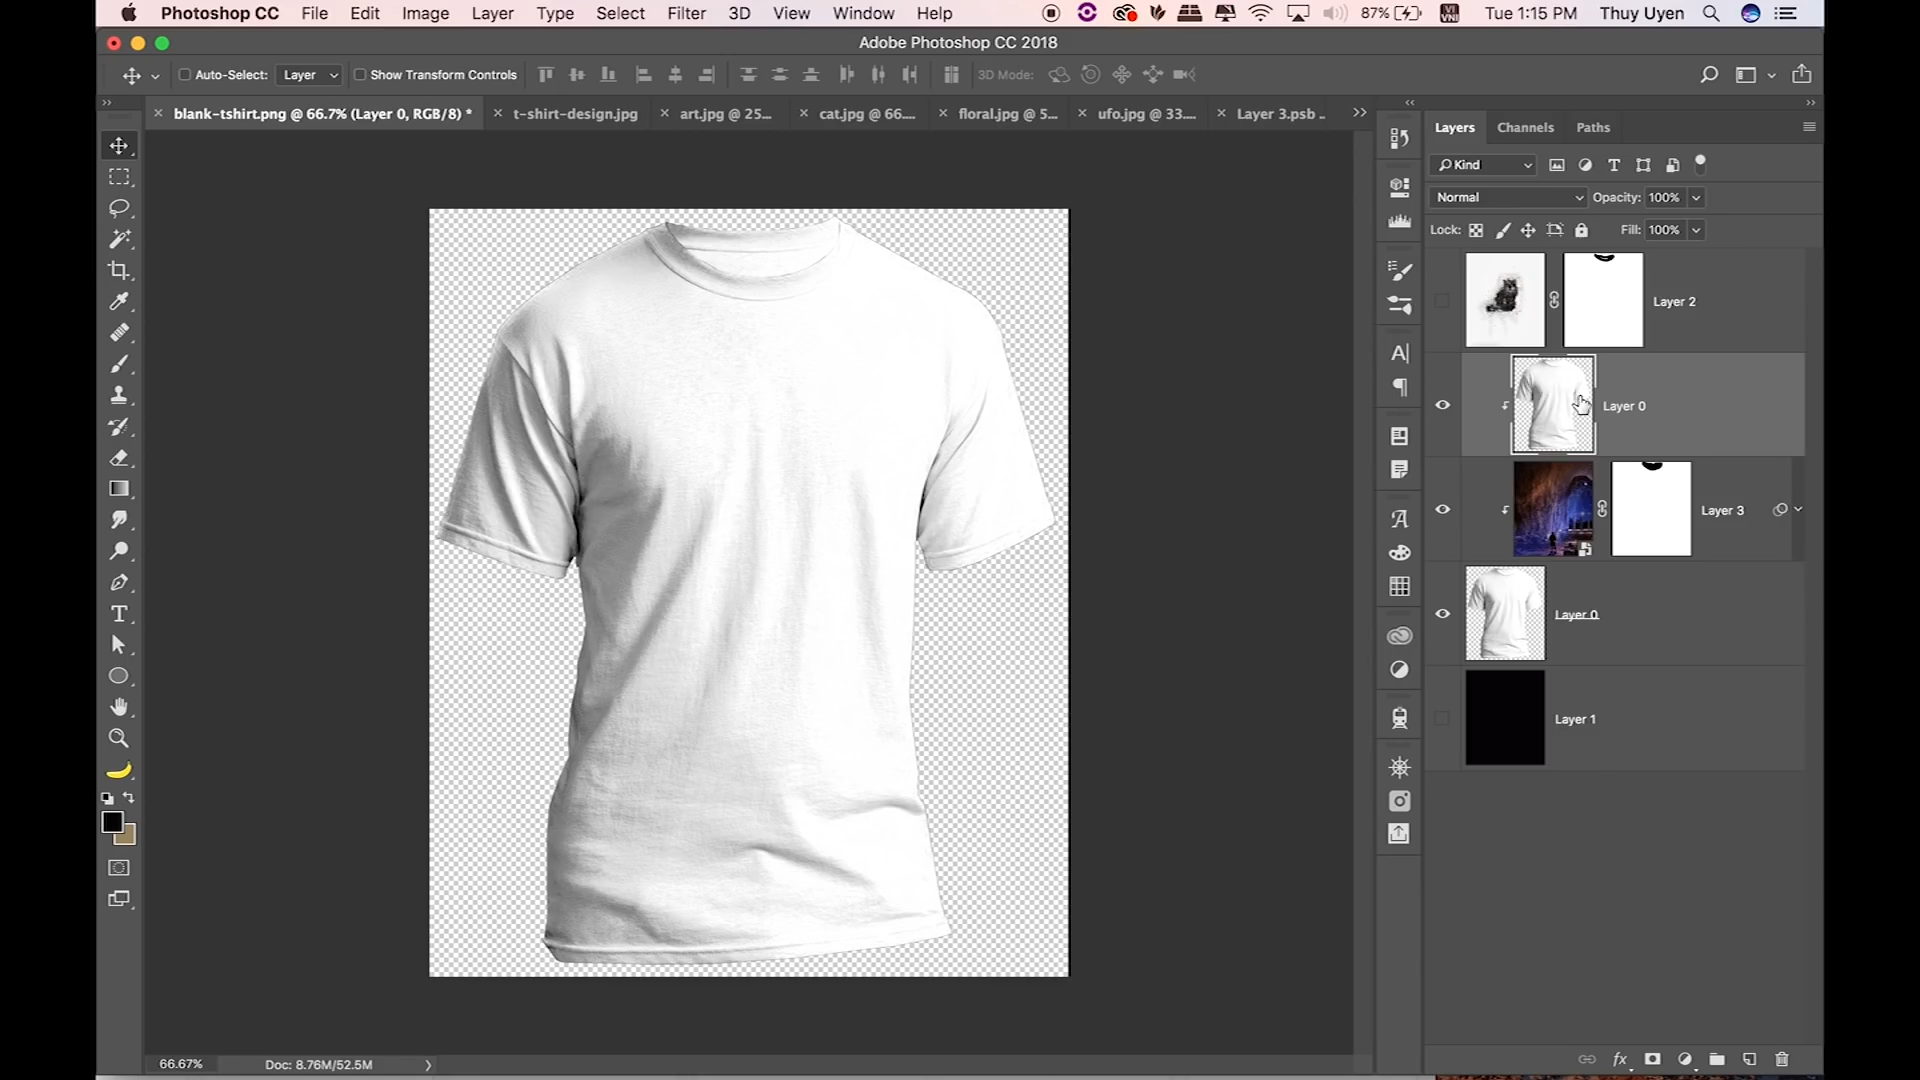 Photoshop CC File Edit Image Layer Type Select Filter 3D View Window Help 87% VI VNI Tue 1:15 PM Thuy Uyen
Adobe Photoshop CC 2018
Auto-Select: Layer Show Transform Controls 3D Mode:
blank-tshirt.png @ 66.7% (Layer 0, RGB/8) * t-shirt-design.jpg art.jpg @ 25... cat.jpg @ 66.... floral.jpg @ 5... ufo.jpg @ 33.... Layer 3.psb ..
Layers Channels Paths
Kind
Normal Opacity: 100%
Lock: Fill: 100%
Layer 2
Layer 0
Layer 3
Layer 0
Layer 1
66.67% Doc: 8.76M/52.5M
fx